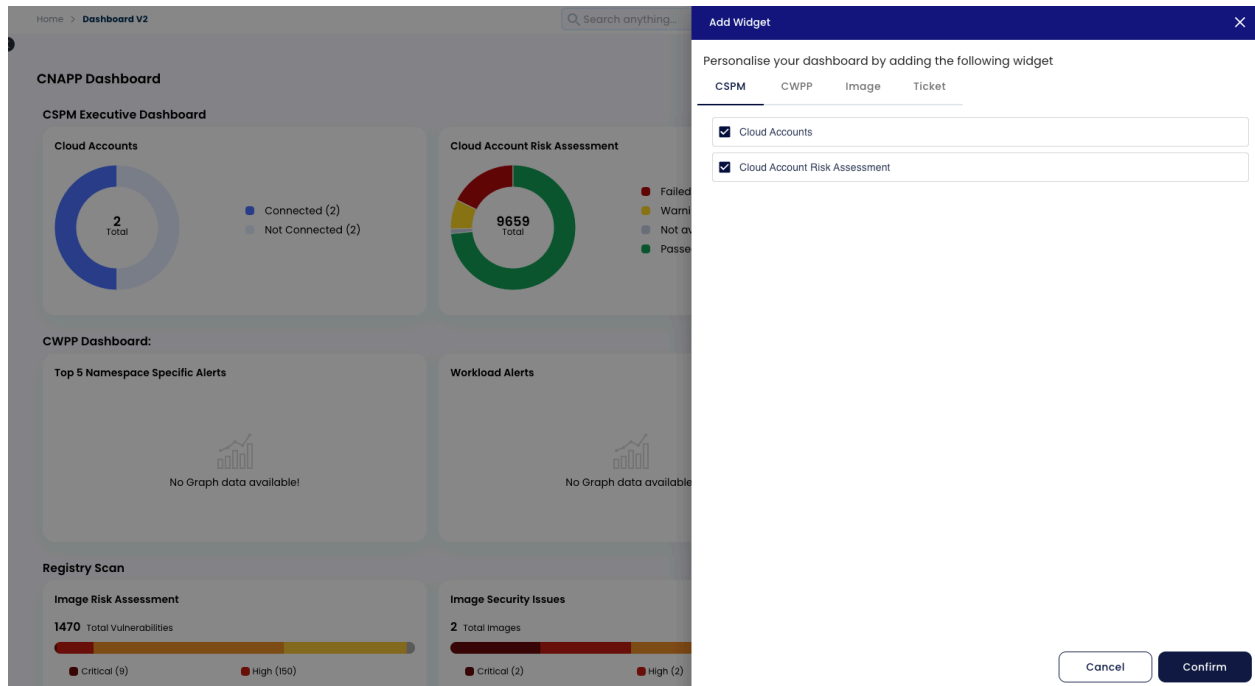 Home > Dashboard V2
Search anything...
CNAPP Dashboard
CSPM Executive Dashboard
Cloud Accounts
2
Total
Connected (2)
Not Connected (2)
Cloud Account Risk Assessment
9659
Total
Failed
Warni
Not av
Passe
CWPP Dashboard:
Top 5 Namespace Specific Alerts
No Graph data available!
Workload Alerts
No Graph data available
Registry Scan
Image Risk Assessment
1470 Total Vulnerabilities
Critical (9)
High (150)
Image Security Issues
2 Total Images
Critical (2)
High (2)
Add Widget
Personalise your dashboard by adding the following widget
CSPM CWPP Image Ticket
Cloud Accounts
Cloud Account Risk Assessment
Cancel Confirm